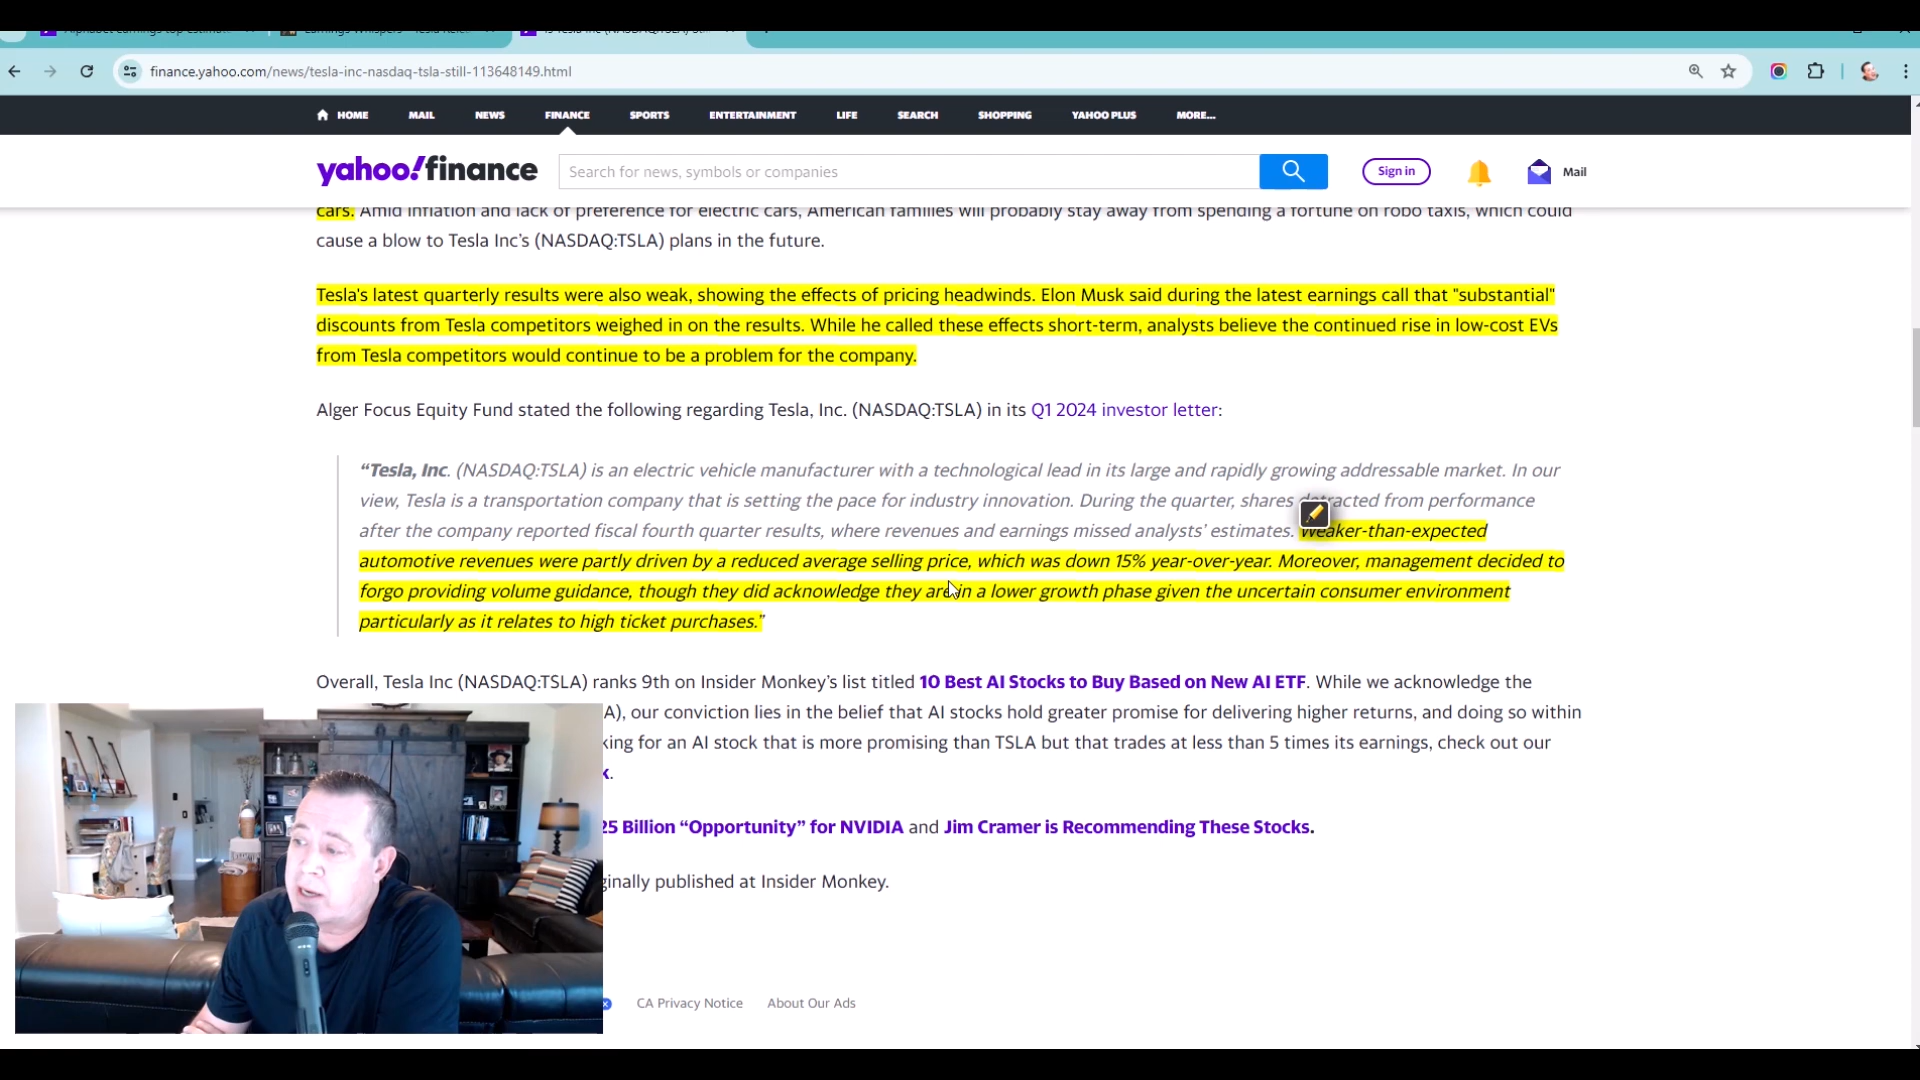 Alphabet earnings top estimat
Earnings Whispers - Tesla Rele
Is Tesla Inc (NASDAQ:TSLA) St
finance.yahoo.com/news/tesla-inc-nasdaq-tsla-still-113648149.html
HOME MAIL NEWS FINANCE SPORTS ENTERTAINMENT LIFE SEARCH SHOPPING YAHOO PLUS MORE...
yahoo!finance Search for news, symbols or companies Sign in Mail
cars. Amid inflation and lack of preference for electric cars, American families will probably stay away from spending a fortune on robo taxis, which could
cause a blow to Tesla Inc’s (NASDAQ:TSLA) plans in the future.
Tesla's latest quarterly results were also weak, showing the effects of pricing headwinds. Elon Musk said during the latest earnings call that "substantial"
discounts from Tesla competitors weighed in on the results. While he called these effects short-term, analysts believe the continued rise in low-cost EVs
from Tesla competitors would continue to be a problem for the company.
Alger Focus Equity Fund stated the following regarding Tesla, Inc. (NASDAQ:TSLA) in its Q1 2024 investor letter:
“Tesla, Inc. (NASDAQ:TSLA) is an electric vehicle manufacturer with a technological lead in its large and rapidly growing addressable market. In our
view, Tesla is a transportation company that is setting the pace for industry innovation. During the quarter, shares detracted from performance
after the company reported fiscal fourth quarter results, where revenues and earnings missed analysts’ estimates. Weaker-than-expected
automotive revenues were partly driven by a reduced average selling price, which was down 15% year-over-year. Moreover, management decided to
forgo providing volume guidance, though they did acknowledge they are in a lower growth phase given the uncertain consumer environment
particularly as it relates to high ticket purchases.”
Overall, Tesla Inc (NASDAQ:TSLA) ranks 9th on Insider Monkey’s list titled 10 Best AI Stocks to Buy Based on New AI ETF. While we acknowledge the
A), our conviction lies in the belief that AI stocks hold greater promise for delivering higher returns, and doing so within
king for an AI stock that is more promising than TSLA but that trades at less than 5 times its earnings, check out our
k.
25 Billion “Opportunity” for NVIDIA and Jim Cramer is Recommending These Stocks.
ginally published at Insider Monkey.
CA Privacy Notice About Our Ads